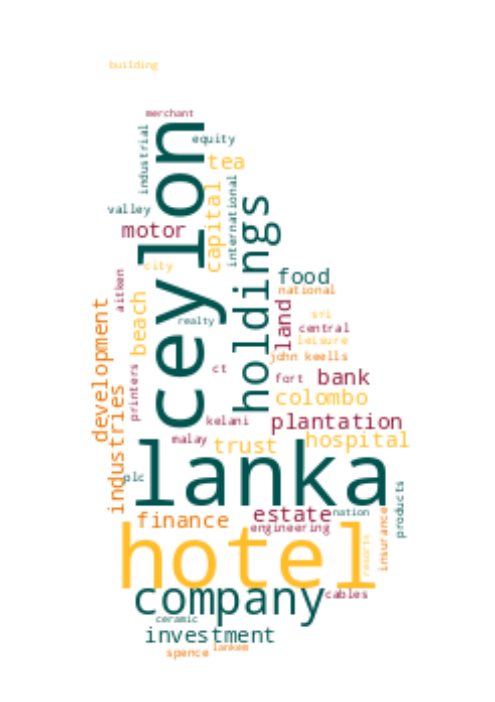 building
merchant
industrial
ceylon
equity
tea
capital
international
valley
motor
holdings
city
food
national
aitken
beach
realty
land
sri
central
leisure
development
john keells
printers
ct
fort
bank
industries
colombo
kelani
plantation
malay
trust
hospital
plc
lanka
products
finance
estate
nation
engineering
insurance
hotel
resorts
company
cables
ceramic
investment
spence
lankem